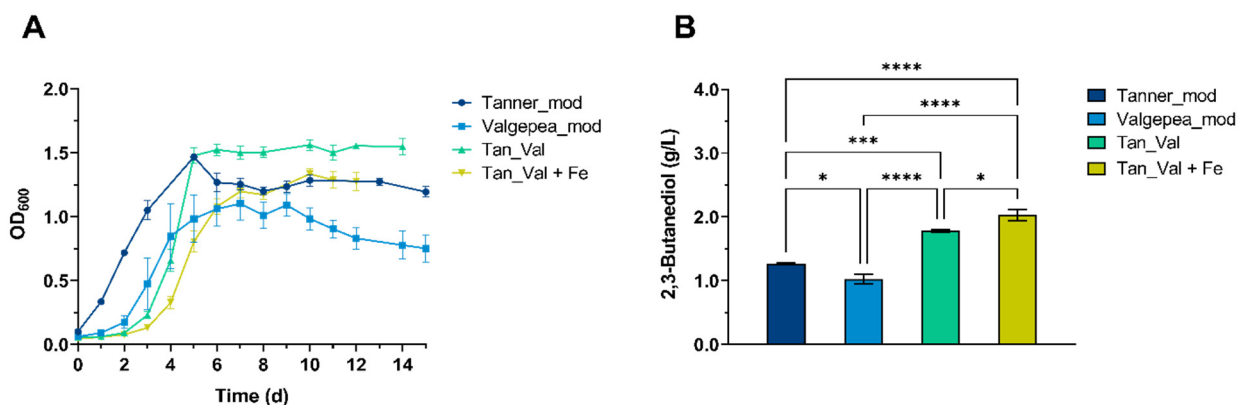 A
OD600
2.0
1.5
1.0
0.5
0.0
0 2 4 6 8 10 12 14
Time (d)
Tanner_mod
Valgepea_mod
Tan_Val
Tan_Val + Fe
B
2,3-Butanediol (g/L)
4.0
3.0
2.0
1.0
0.0
****
****
***
* **** *
Tanner_mod
Valgepea_mod
Tan_Val
Tan_Val + Fe